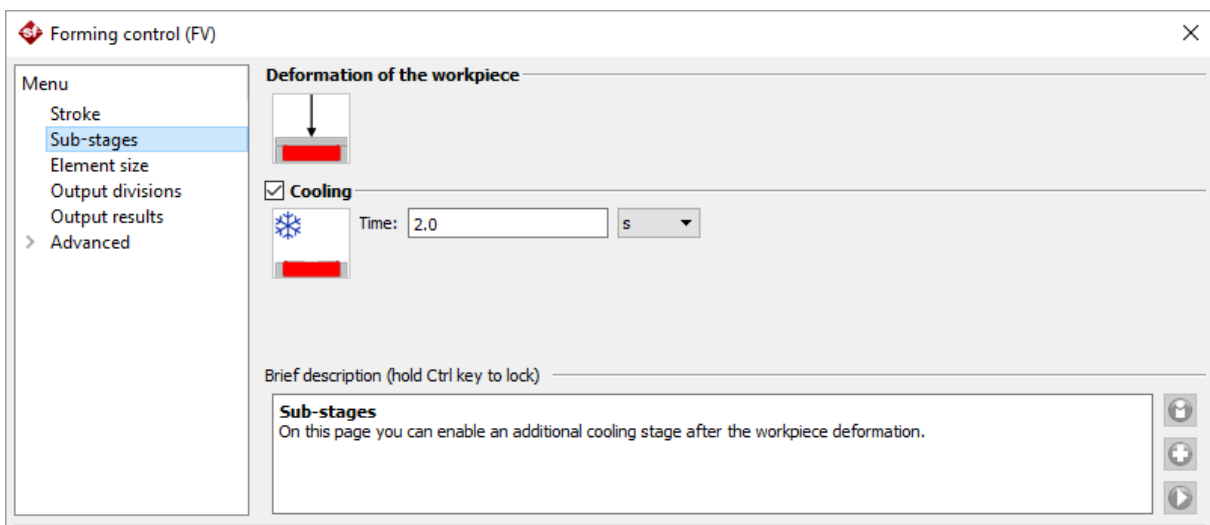 Forming control (FV)
Menu
Stroke
Sub-stages
Element size
Output divisions
Output results
Advanced
Deformation of the workpiece
Cooling
Time: 2.0 s
Brief description (hold Ctrl key to lock)
Sub-stages
On this page you can enable an additional cooling stage after the workpiece deformation.